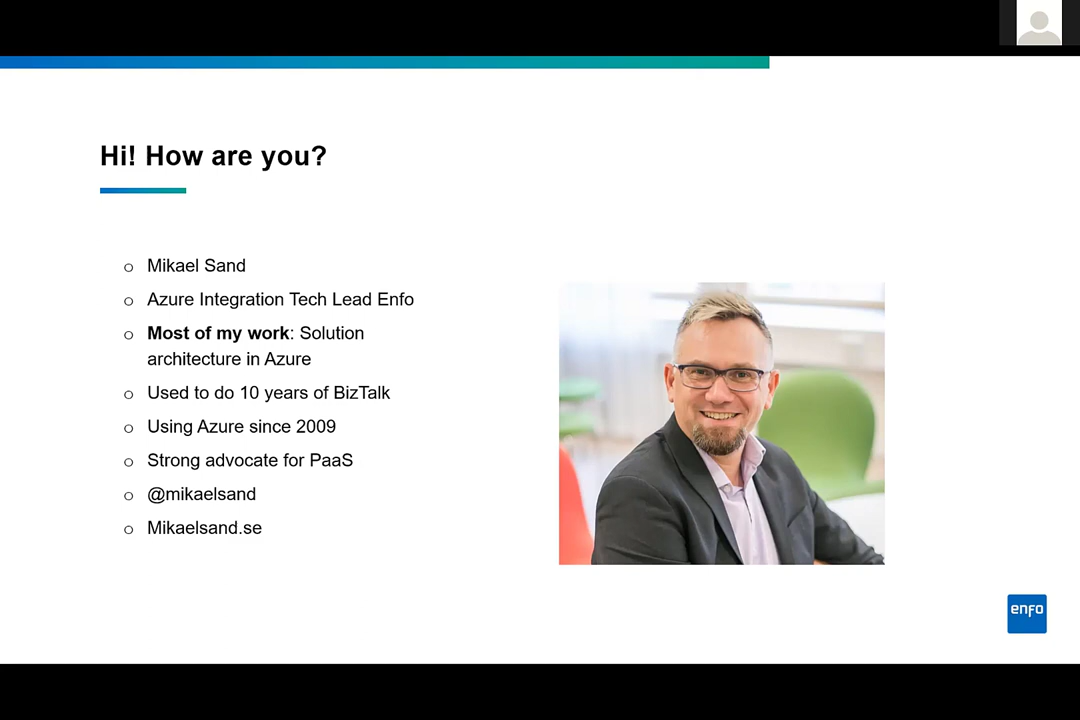 Hi! How are you?
o Mikael Sand
o Azure Integration Tech Lead Enfo
o Most of my work: Solution
architecture in Azure
o Used to do 10 years of BizTalk
o Using Azure since 2009
o Strong advocate for PaaS
o @mikaelsand
o Mikaelsand.se
enfo